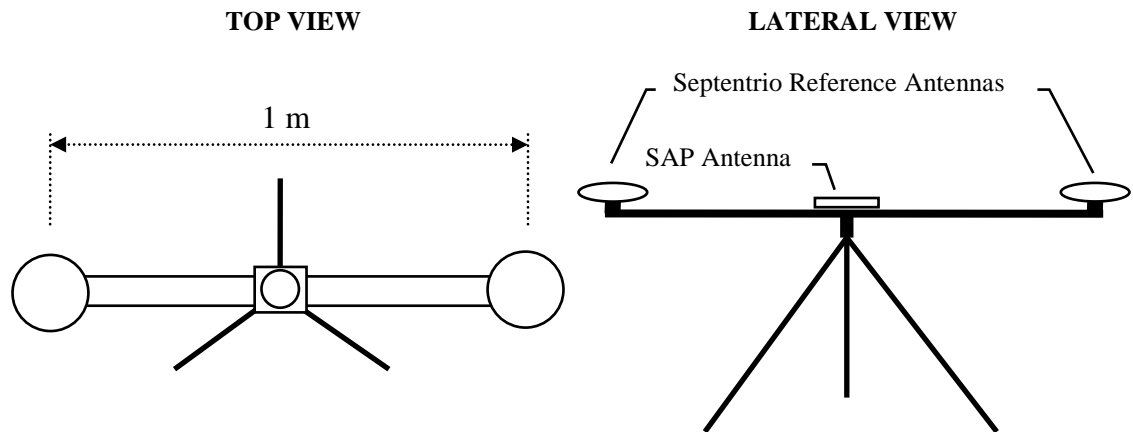 TOP VIEW
LATERAL VIEW
Septentrio Reference Antennas
1 m
SAP Antenna